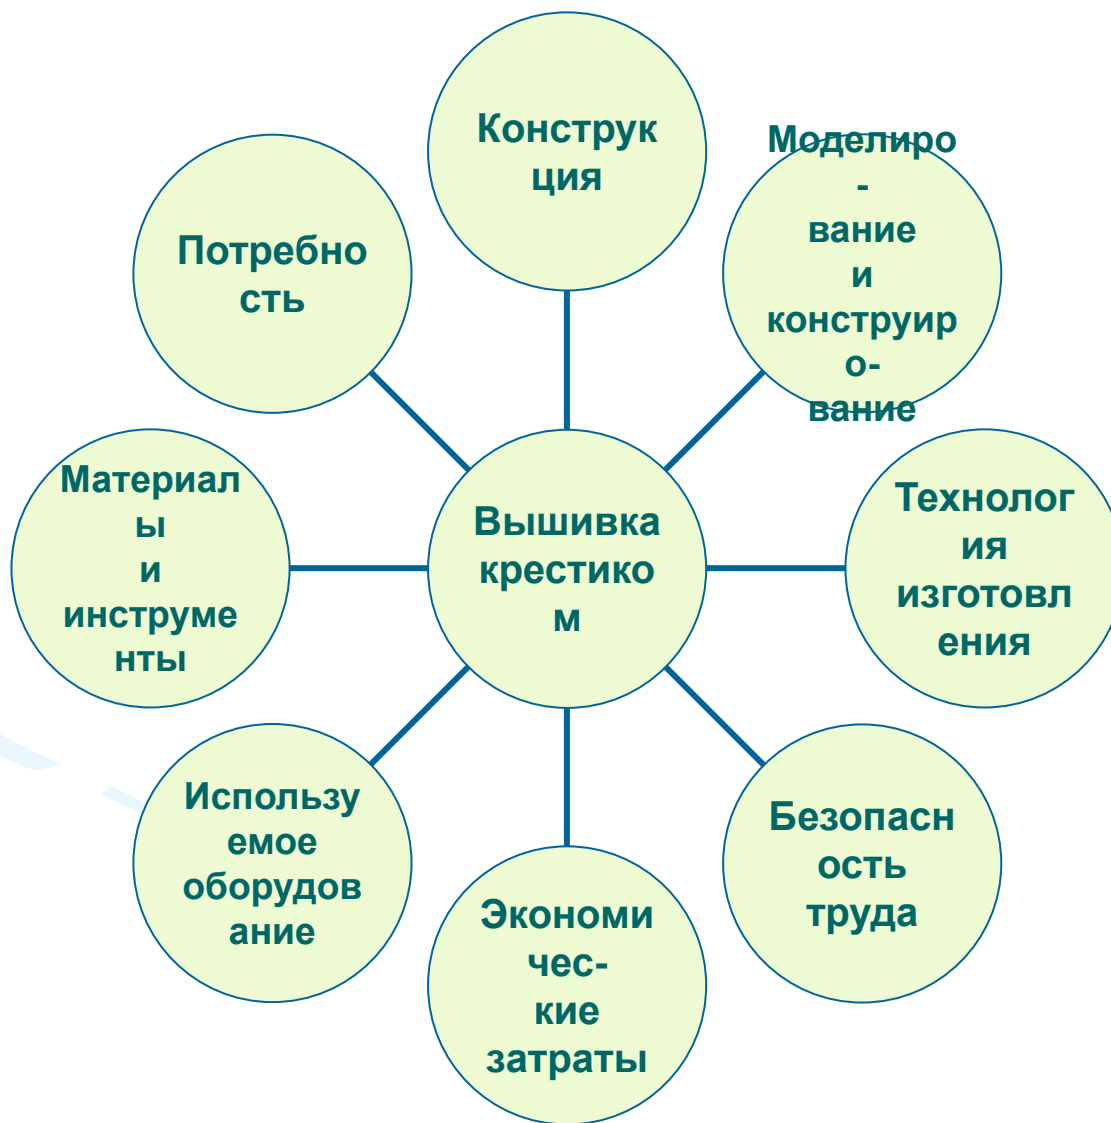 Конструк
ция
Моделиро
-
вание
и
конструир
о-
вание
Потребно
сть
Материал
ы
и
инструме
нты
Вышивка
крестико
м
Технолог
ия
изготовл
ения
Использу
емое
оборудов
ание
Безопасн
ость
труда
Экономи
чес-
кие
затраты